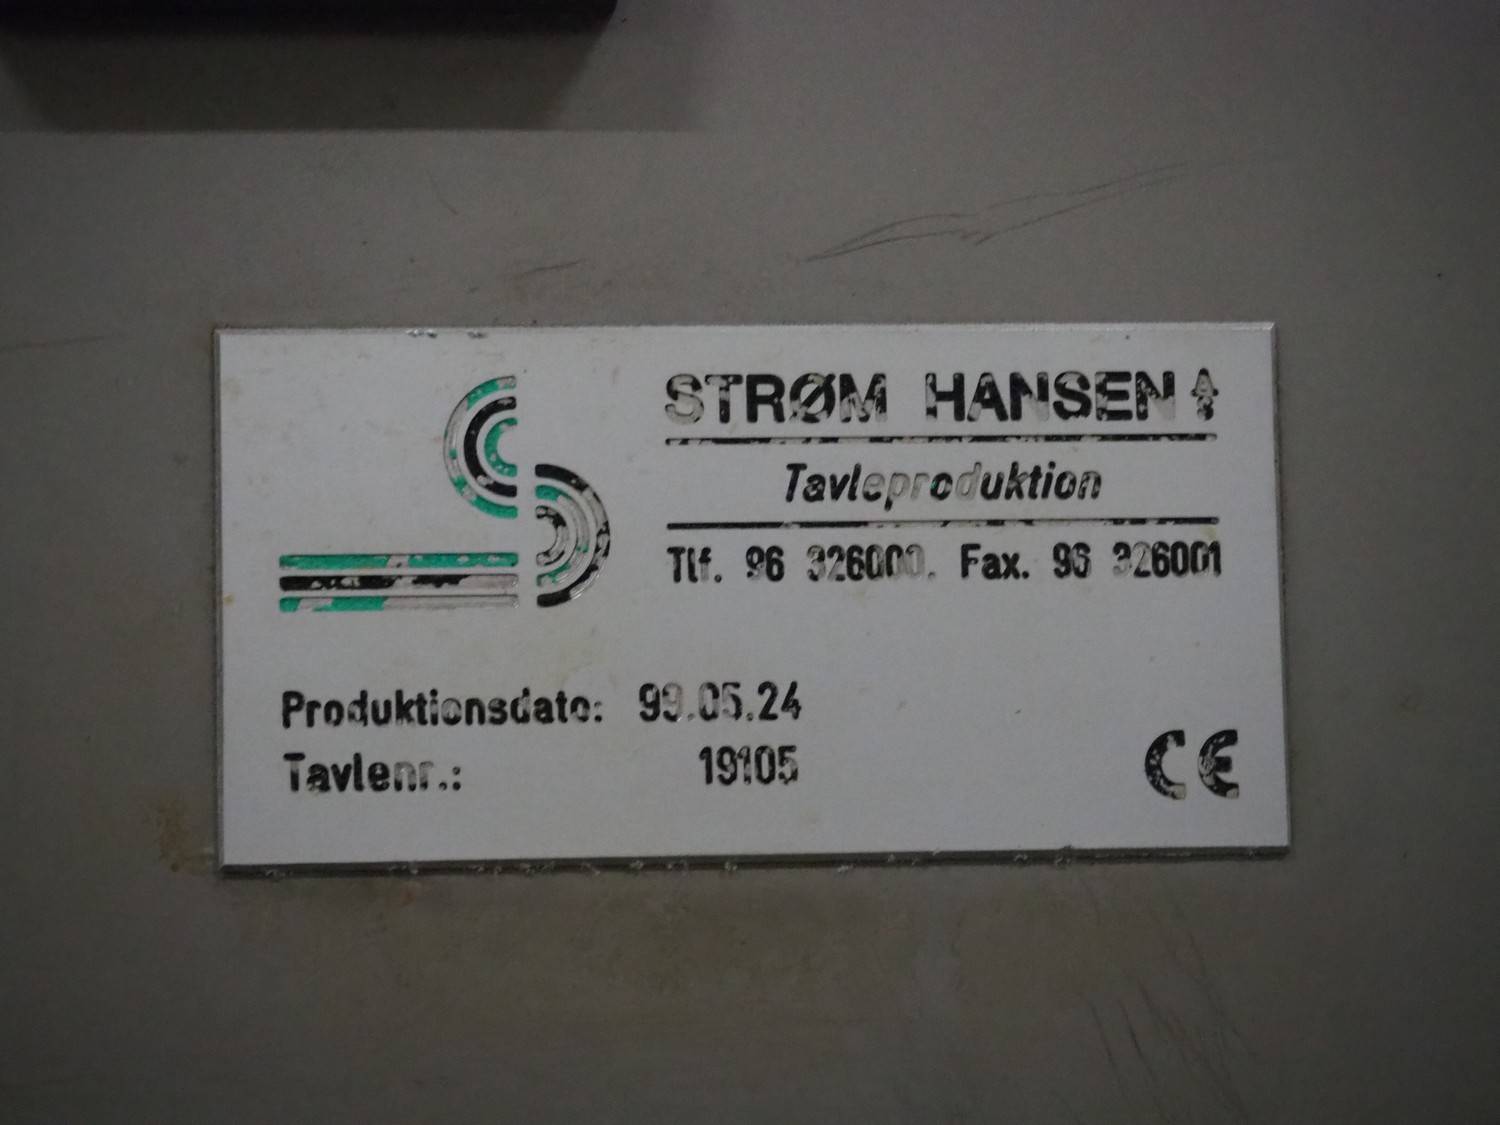 STRØM HANSEN
Tavleproduktion
Tlf. 96 326000. Fax. 96 326001
Produktionsdato: 99.05.24
Tavlenr.: 19105
CE